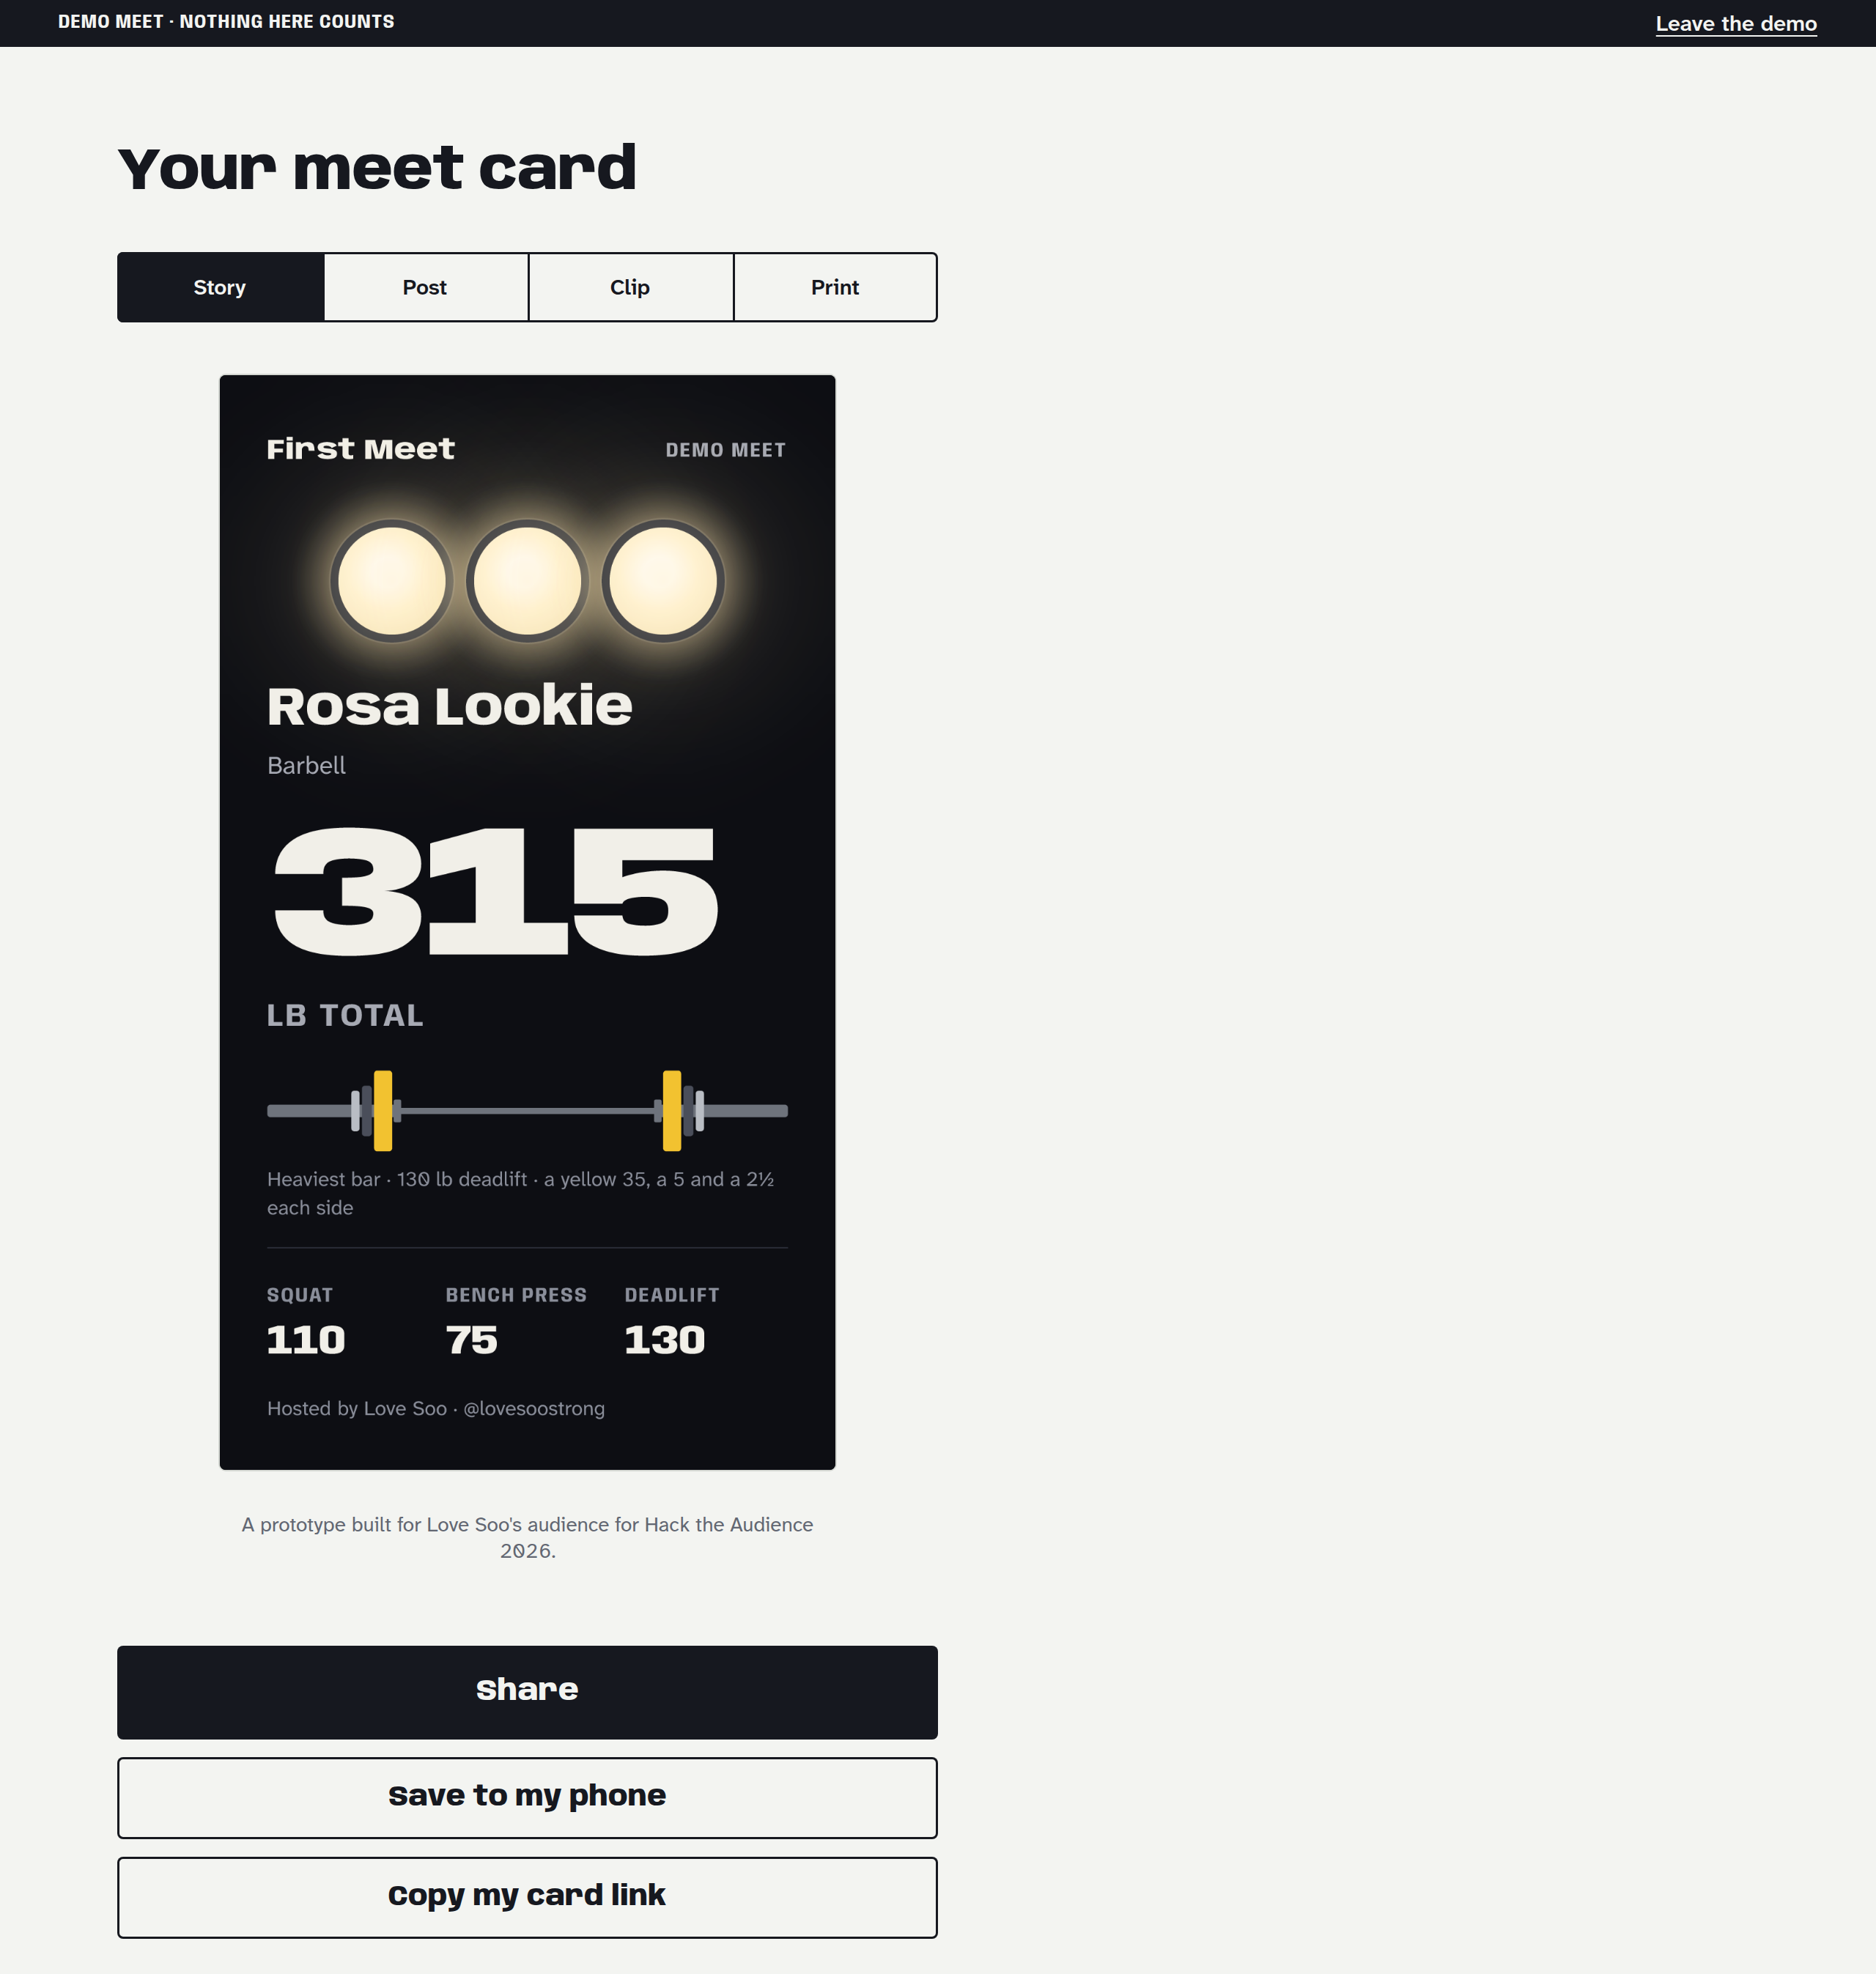 DEMO MEET · NOTHING HERE COUNTS
Leave the demo
Your meet card
Story
Post
Clip
Print
First Meet
DEMO MEET
Rosa Lookie
Barbell
315
LB TOTAL
Heaviest bar · 130 lb deadlift · a yellow 35, a 5 and a 2½
each side
SQUAT
BENCH PRESS
DEADLIFT
110
75
130
Hosted by Love Soo · @lovesoostrong
A prototype built for Love Soo's audience for Hack the Audience
2026.
Share
Save to my phone
Copy my card link